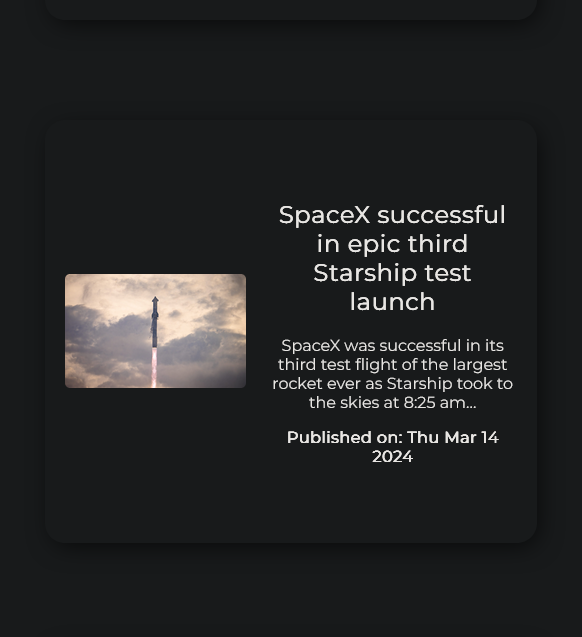 SpaceX successful
in epic third
Starship test
launch
SpaceX was successful in its
third test flight of the largest
rocket ever as Starship took to
the skies at 8:25 am...
Published on: Thu Mar 14
2024